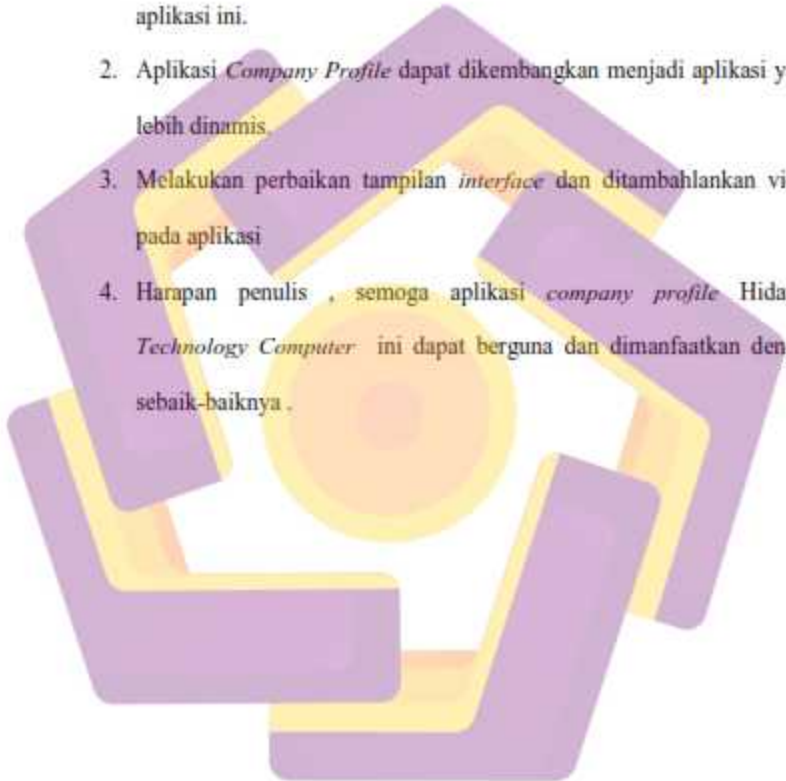 aplikasi ini.
2. Aplikasi Company Profile dapat dikembangkan menjadi aplikasi y
lebih dinamis.
3. Melakukan perbaikan tampilan interface dan ditambahlankan vi
pada aplikasi
4. Harapan penulis , semoga aplikasi company profile Hida
Technology Computer ini dapat berguna dan dimanfaatkan den
sebaik-baiknya .